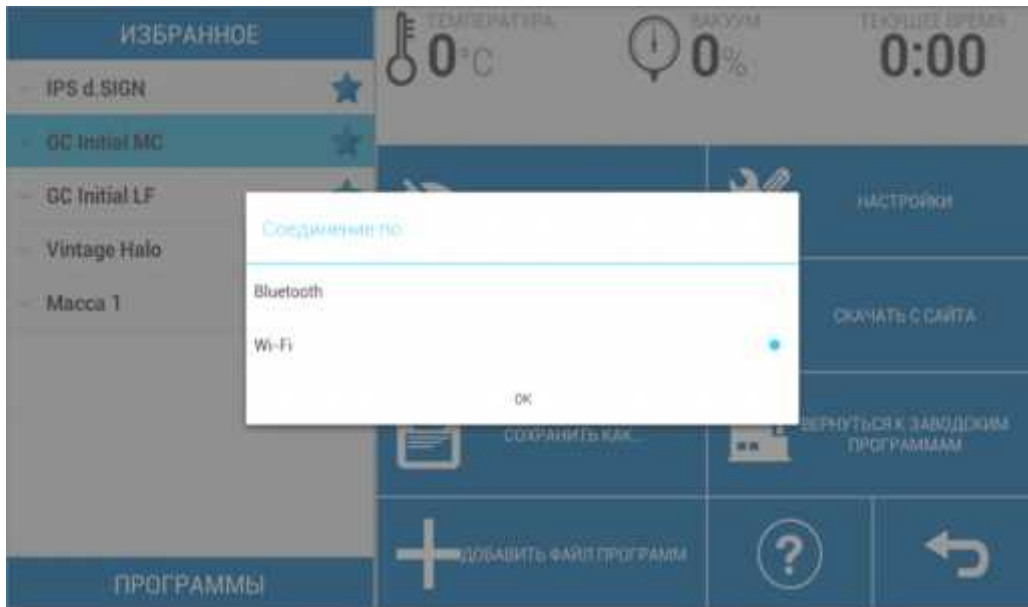 ИЗБРАННОЕ
IPS d.SIGN
GC Initial MC
GC Initial LF
Vintage Halo
Масса 1
ПРОГРАММЫ
ТЕМПЕРАТУРА
0°C
ВАКУУМ
0%
ТЕКУЩЕЕ ВРЕМЯ
0:00
Соединение по
Bluetooth
Wi-Fi
OK
НАСТРОЙКИ
СКАЧАТЬ С САЙТА
СОХРАНИТЬ КАК...
ВЕРНУТЬСЯ К ЗАВОДСКИМ
ПРОГРАММАМ
ДОБАВИТЬ ФАЙЛ ПРОГРАММ
?